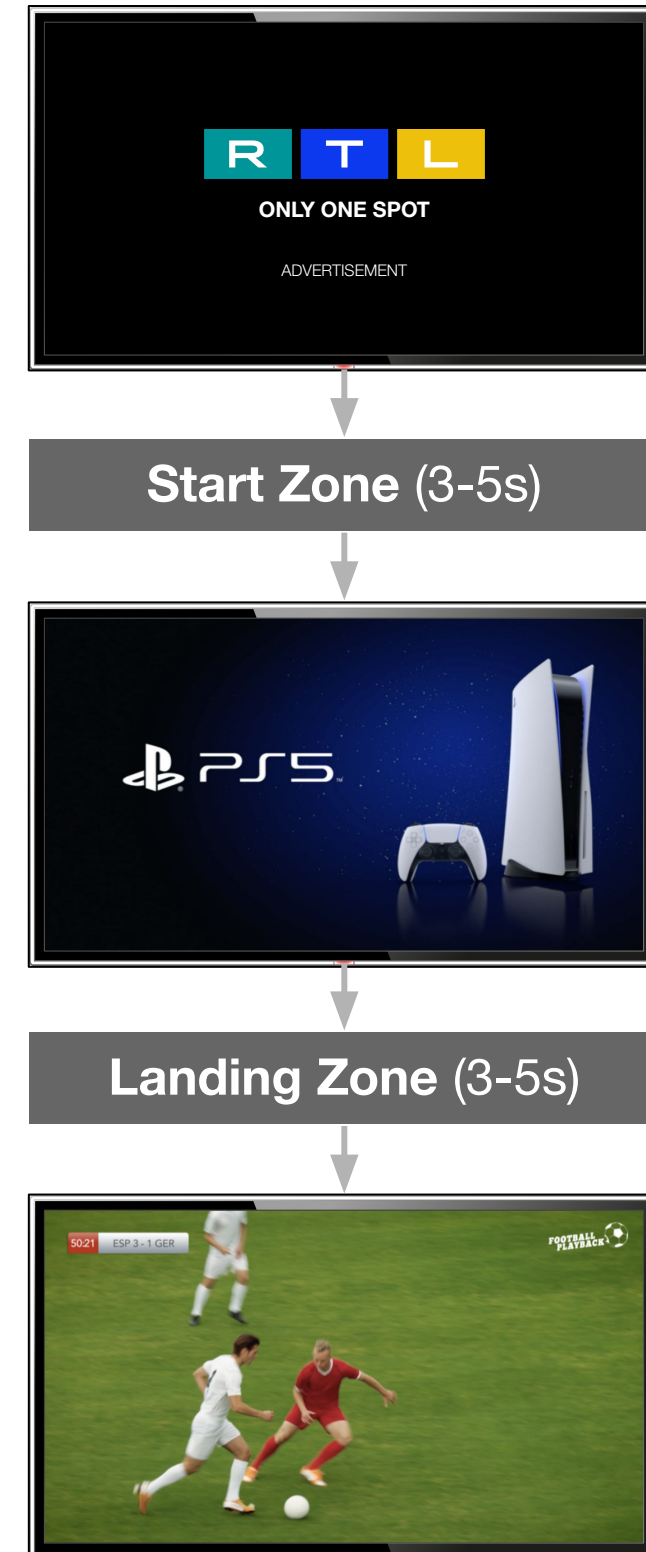 RTL
ONLY ONE SPOT
ADVERTISEMENT
Start Zone (3-5s)
PS5
Landing Zone (3-5s)
50:21 ESP 3 - 1 GER
FOOTBALL
PLAYBACK